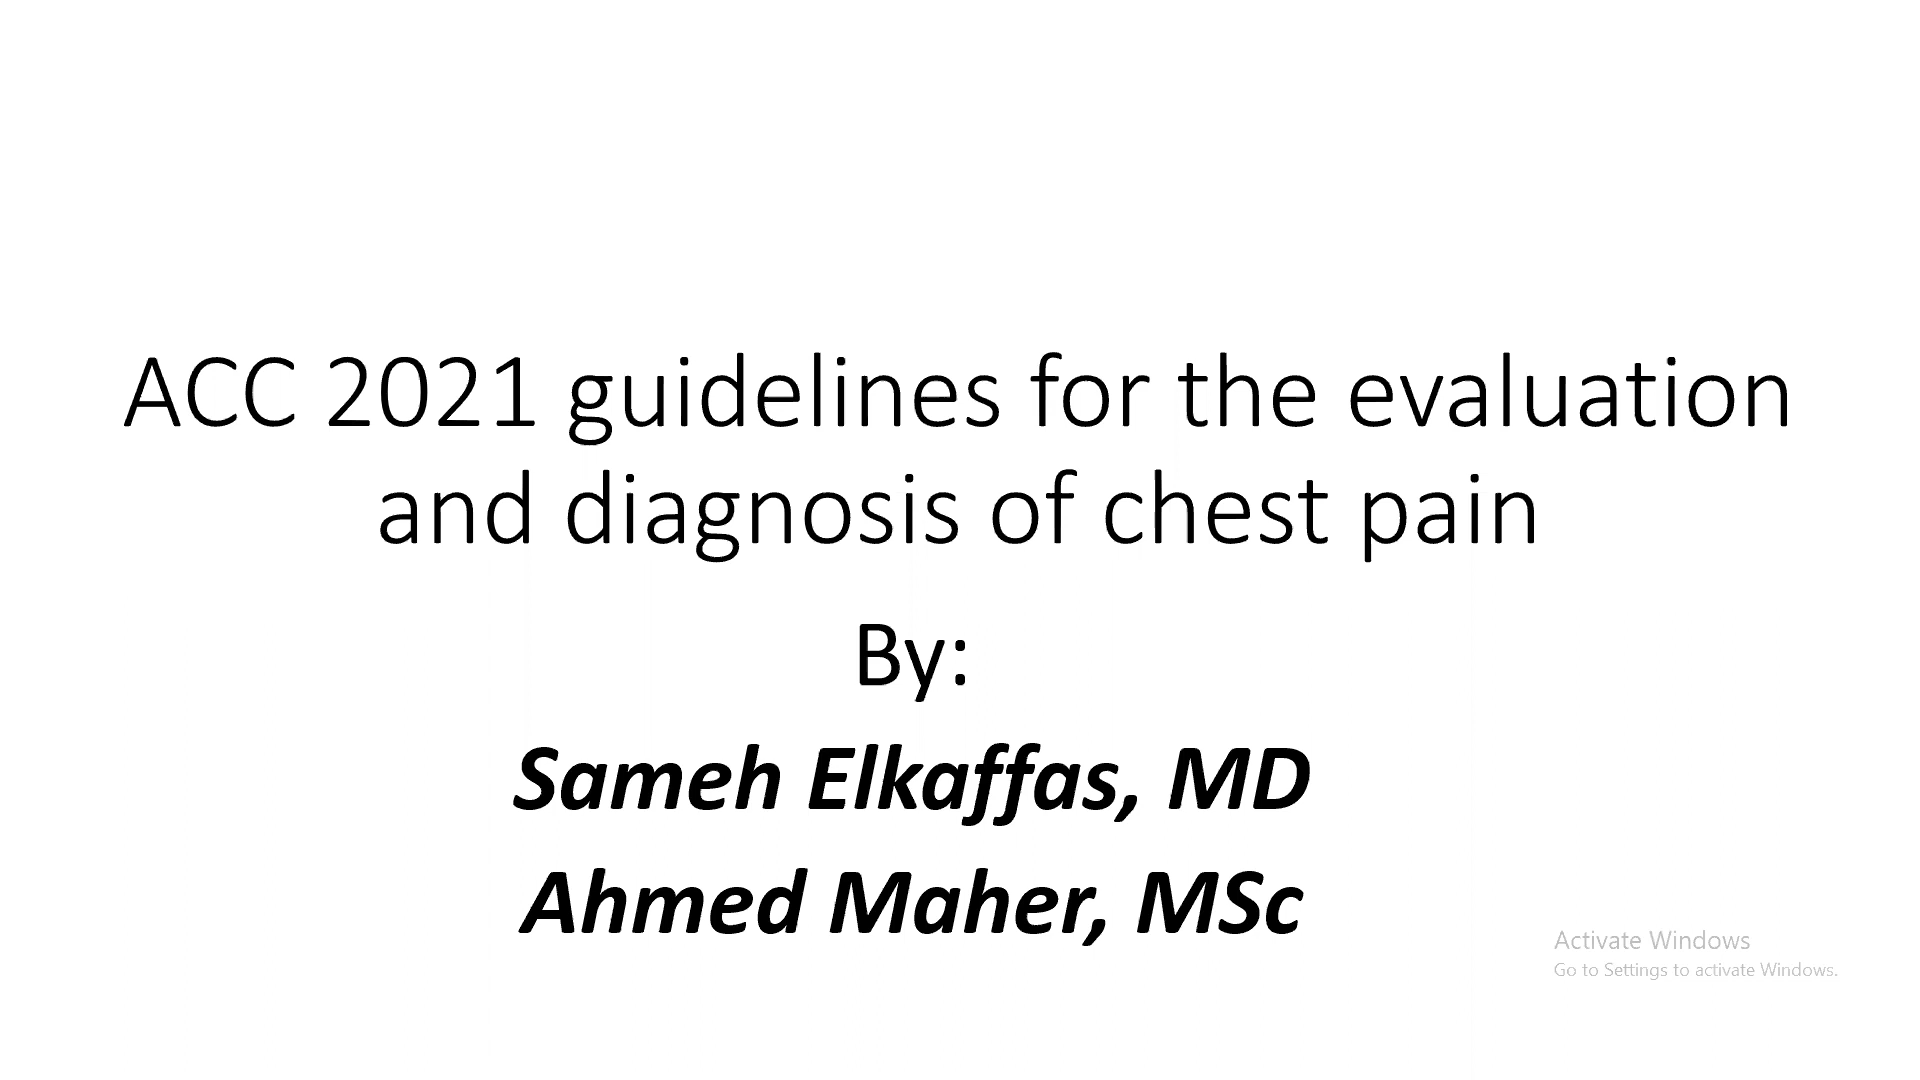 ACC 2021 guidelines for the evaluation
and diagnosis of chest pain
By:
Sameh Elkaffas, MD
Ahmed Maher, MSc
Activate Windows
Go to Settings to activate Windows.